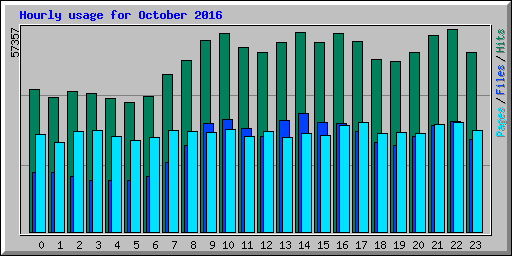 Hourly usage for October 2016
57357
Pages / Files / Hits
0 1 2 3 4 5 6 7 8 9 10 11 12 13 14 15 16 17 18 19 20 21 22 23